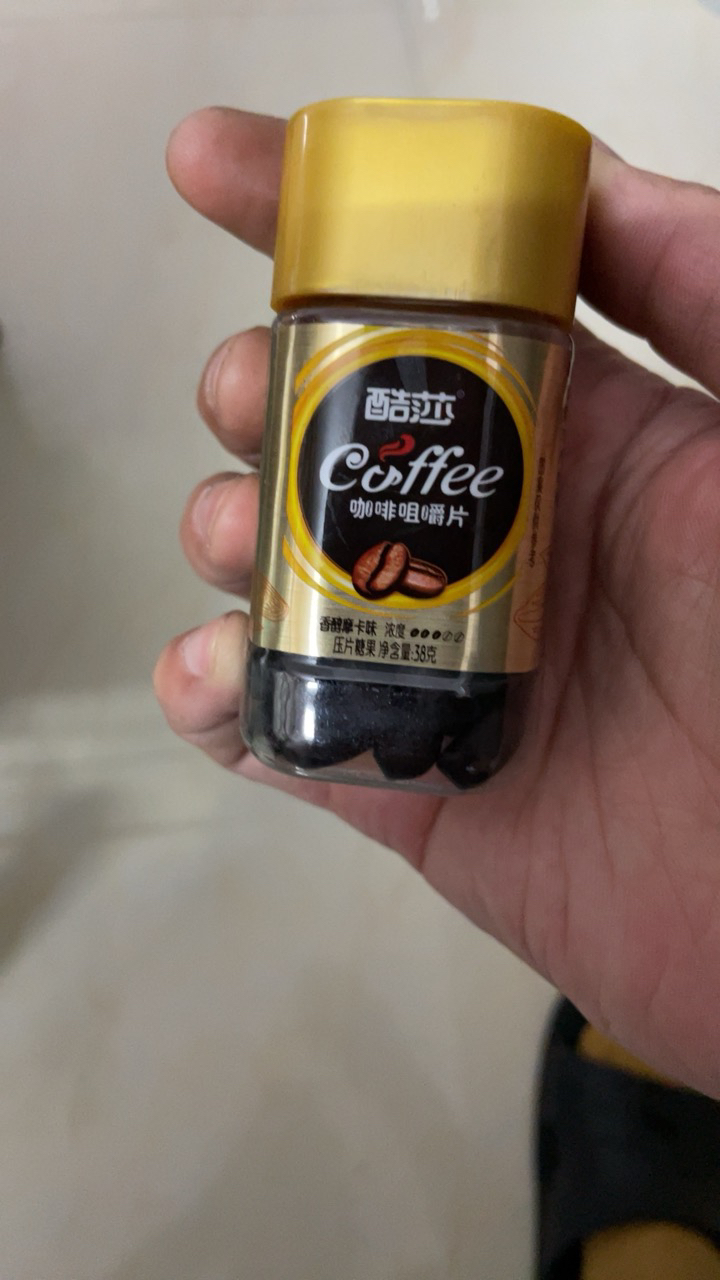 酷莎
Coffee
咖啡咀嚼片
香醇摩卡味 浓度
压片糖果 净含量:38克